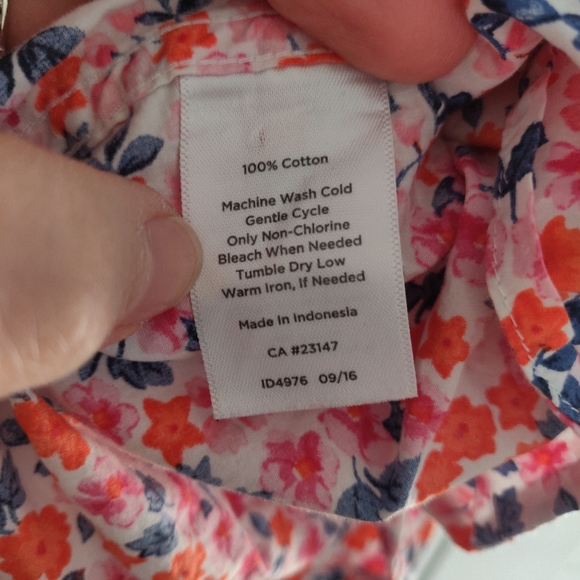 100% Cotton
Machine Wash Cold
Gentle Cycle
Only Non-Chlorine
Bleach When Needed
Tumble Dry Low
Warm Iron, If Needed
Made In Indonesia
CA #23147
ID4976 09/16